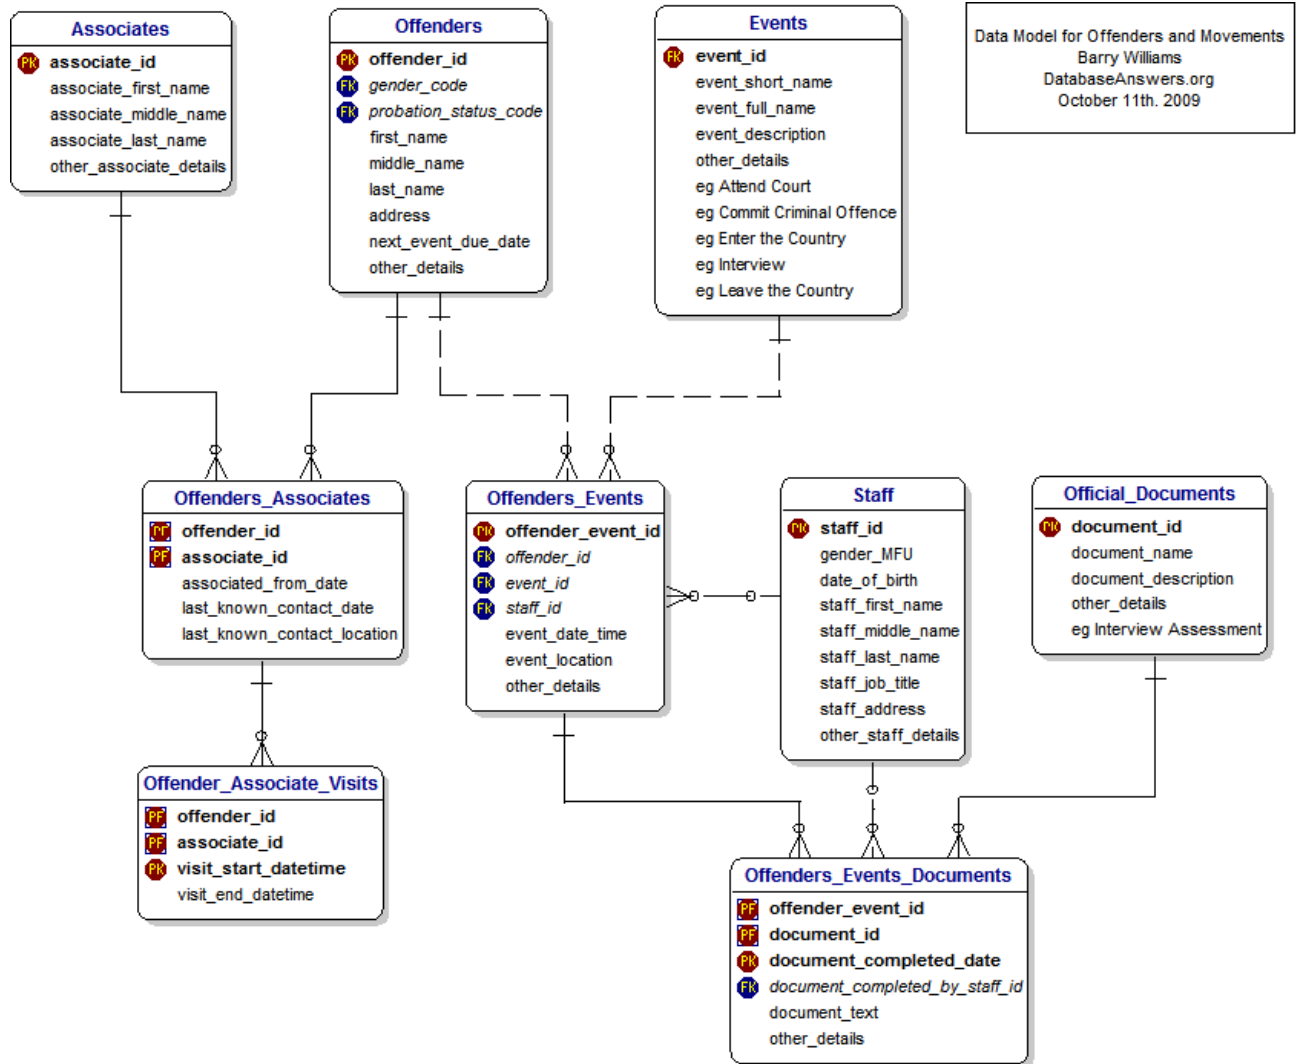 Associates
PK associate_id
associate_first_name
associate_middle_name
associate_last_name
other_associate_details
Offenders
PK offender_id
FK gender_code
FK probation_status_code
first_name
middle_name
last_name
address
next_event_due_date
other_details
Events
PK event_id
event_short_name
event_full_name
event_description
other_details
eg Attend Court
eg Commit Criminal Offence
eg Enter the Country
eg Interview
eg Leave the Country
Data Model for Offenders and Movements
Barry Williams
DatabaseAnswers.org
October 11th. 2009
Offenders_Associates
PF offender_id
PF associate_id
associated_from_date
last_known_contact_date
last_known_contact_location
Offenders_Events
PK offender_event_id
FK offender_id
FK event_id
FK staff_id
event_date_time
event_location
other_details
Staff
PK staff_id
gender_MFU
date_of_birth
staff_first_name
staff_middle_name
staff_last_name
staff_job_title
staff_address
other_staff_details
Official_Documents
PK document_id
document_name
document_description
other_details
eg Interview Assessment
Offender_Associate_Visits
PF offender_id
PF associate_id
PK visit_start_datetime
visit_end_datetime
Offenders_Events_Documents
PF offender_event_id
PF document_id
PK document_completed_date
FK document_completed_by_staff_id
document_text
other_details